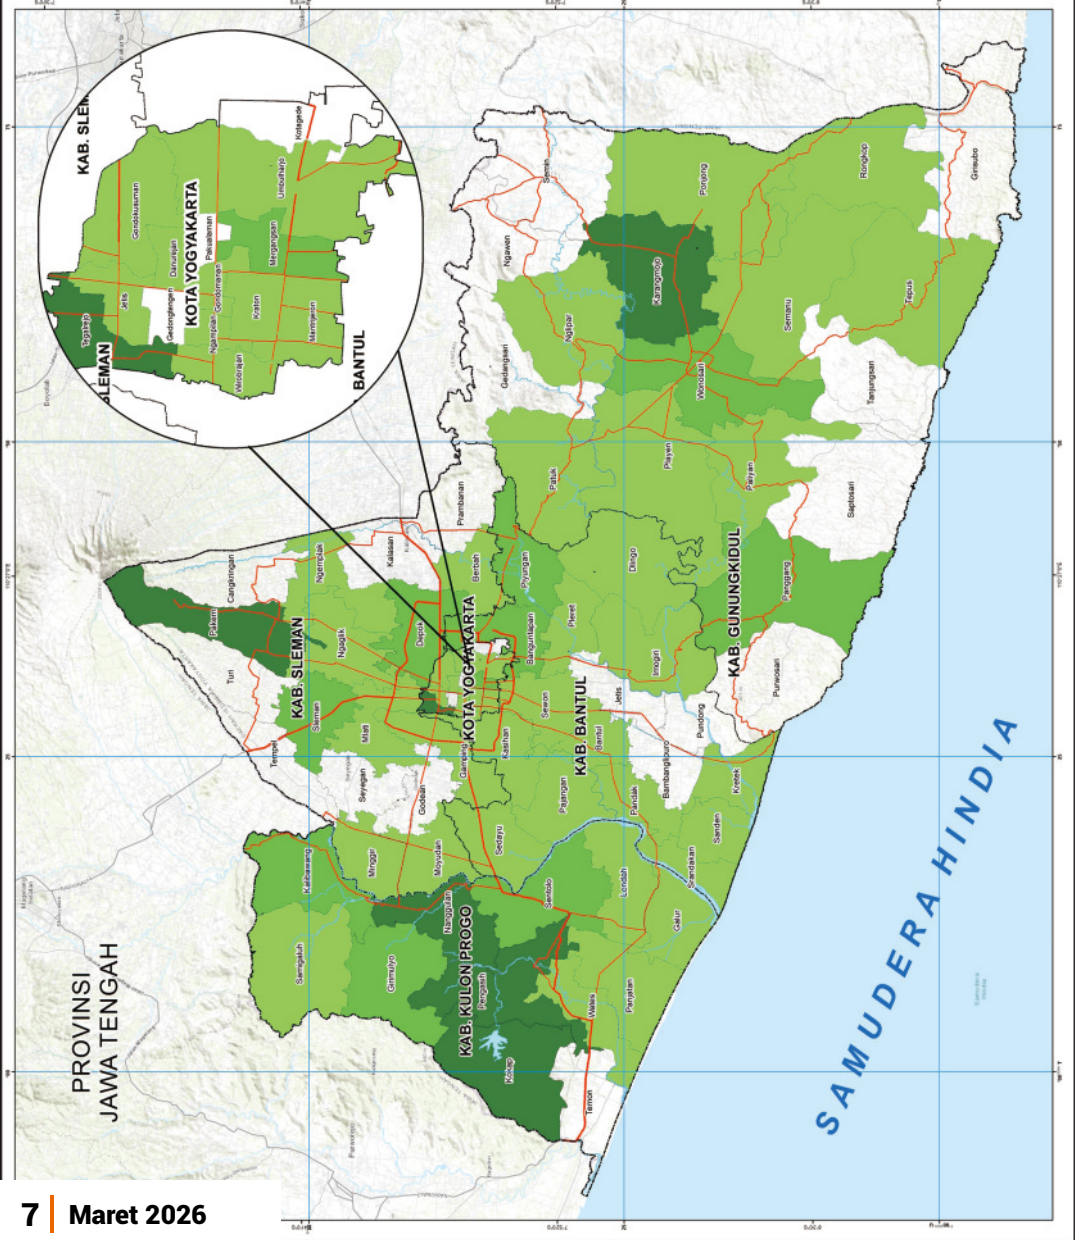 PROVINSI
JAWA TENGAH
KAB. SLEM
SLEMAN
BANTUL
KOTA YOGYAKARTA
Tegalrejo
Jetis
Gondokusuman
Danurejan
Gedongtengen
Pakualaman
Gondomanan
Ngampilan
Wirobrajan
Kraton
Mantrijeron
Mergangsan
Umbulharjo
Kotagede
KAB. SLEMAN
Cangkringan
Pakem
Turi
Tempel
Sleman
Ngaglik
Ngemplak
Kalasan
Prambanan
Berbah
Depok
Mlati
Seyegan
Godean
Gamping
Minggir
Moyudan
KOTA YOGYAKARTA
KAB. BANTUL
Kasihan
Sedayu
Sewon
Banguntapan
Piyungan
Pleret
Dlingo
Imogiri
Jetis
Bantul
Pajangan
Pandak
Bambanglipuro
Pundong
Kretek
Sanden
Srandakan
KAB. KULON PROGO
Kalibawang
Samigaluh
Girimulyo
Nanggulan
Pengasih
Kokap
Sentolo
Lendah
Galur
Panjatan
Wates
Temon
KAB. GUNUNGKIDUL
Patuk
Gedangsari
Nglipar
Ngawen
Semin
Karangmojo
Ponjong
Wonosari
Playen
Paliyan
Panggang
Purwosari
Saptosari
Tanjungsari
Semanu
Tepus
Rongkop
Girisubo
SAMUDERA HINDIA
7 | Maret 2026